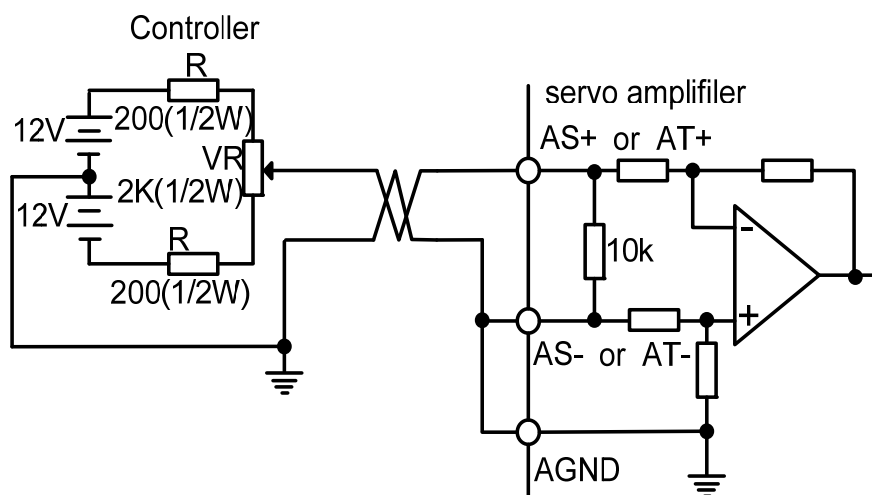 Controller
R
200(1/2W)
12V
VR
2K(1/2W)
12V
R
200(1/2W)
servo amplifiler
AS+ or AT+
-
10k
+
AS- or AT-
AGND